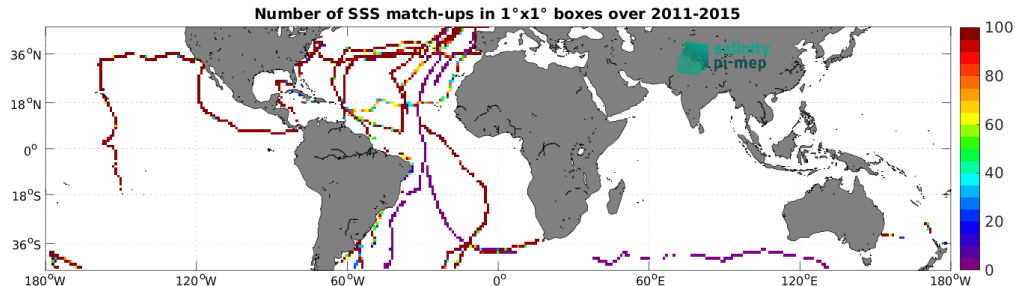 Number of SSS match-ups in 1°x1° boxes over 2011-2015
salinity
pi-mep
36°N
18°N
0°
18°S
36°S
180°W
120°W
60°W
0°
60°E
120°E
180°W
100
80
60
40
20
0